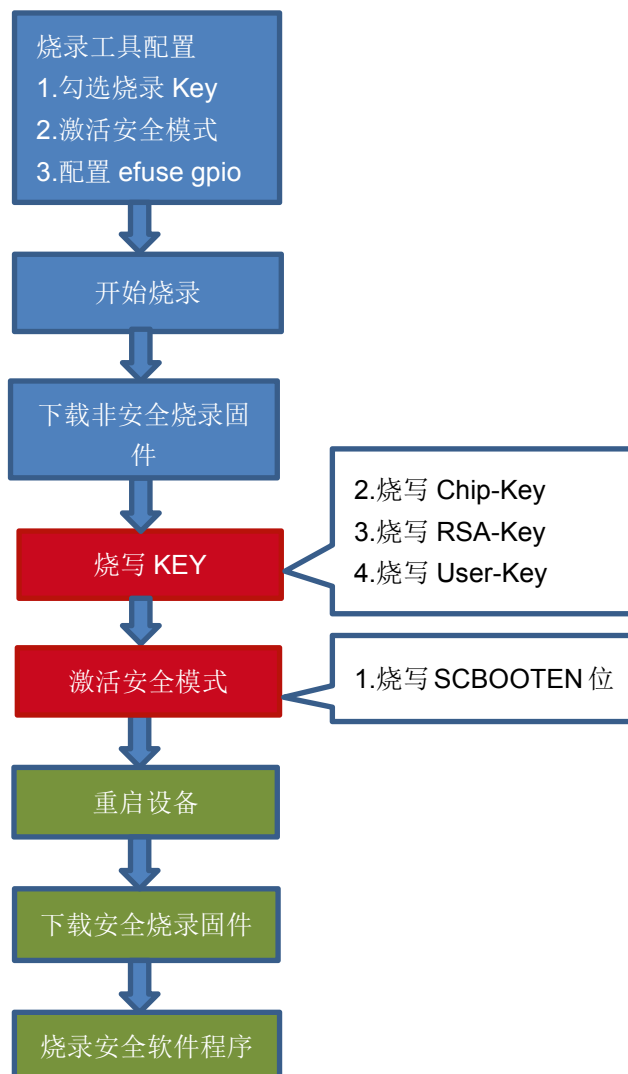 烧录工具配置
1.勾选烧录 Key
2.激活安全模式
3.配置 efuse gpio
开始烧录
下载非安全烧录固
件
烧写 KEY
2.烧写 Chip-Key
3.烧写 RSA-Key
4.烧写 User-Key
激活安全模式
1.烧写 SCBOOTEN 位
重启设备
下载安全烧录固件
烧录安全软件程序